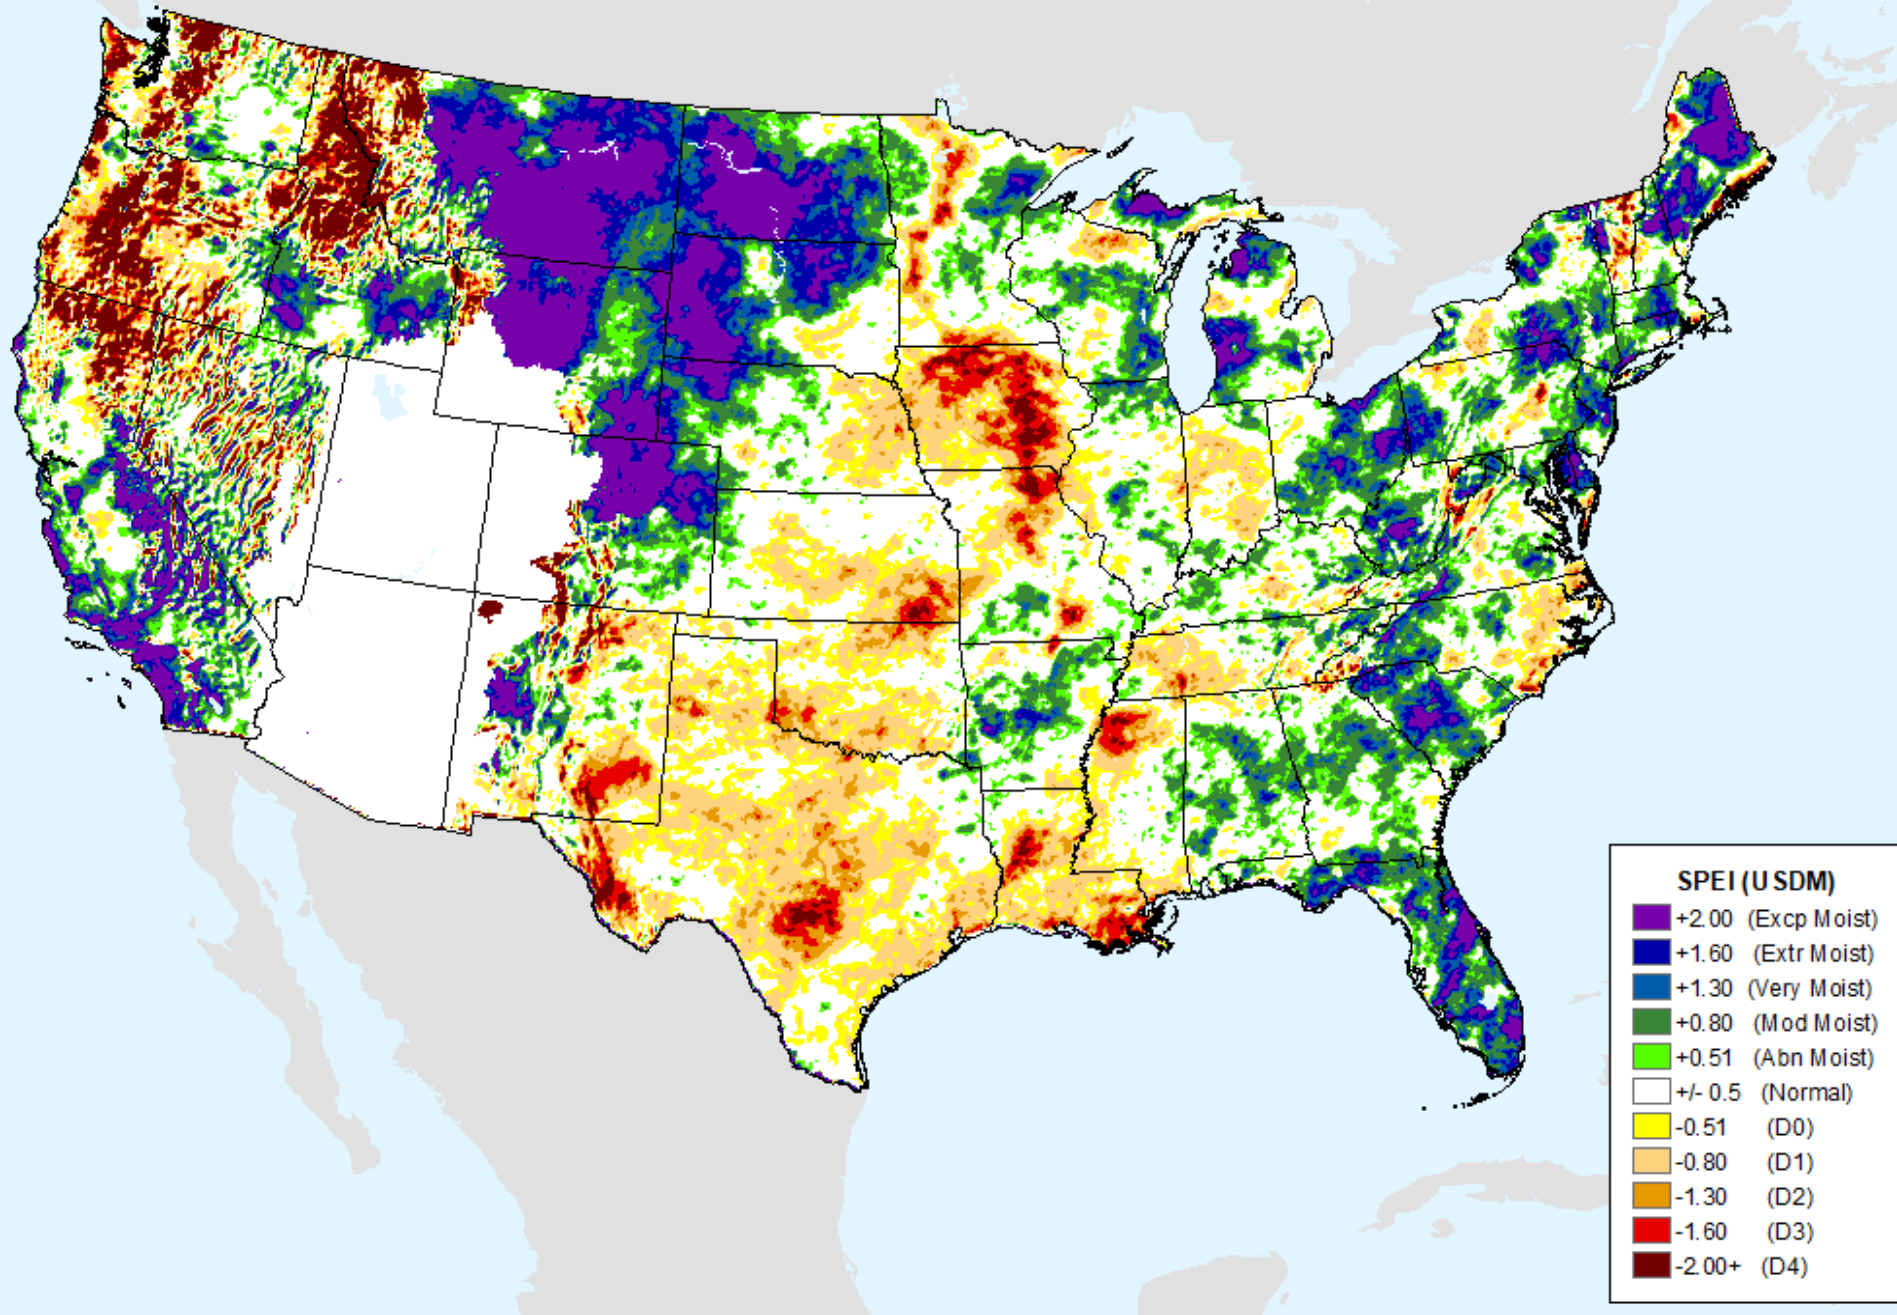 SPEI (USDM)
+2.00 (Excp Moist)
+1.60 (Extr Moist)
+1.30 (Very Moist)
+0.80 (Mod Moist)
+0.51 (Abn Moist)
+/- 0.5 (Normal)
-0.51 (D0)
-0.80 (D1)
-1.30 (D2)
-1.60 (D3)
-2.00+ (D4)